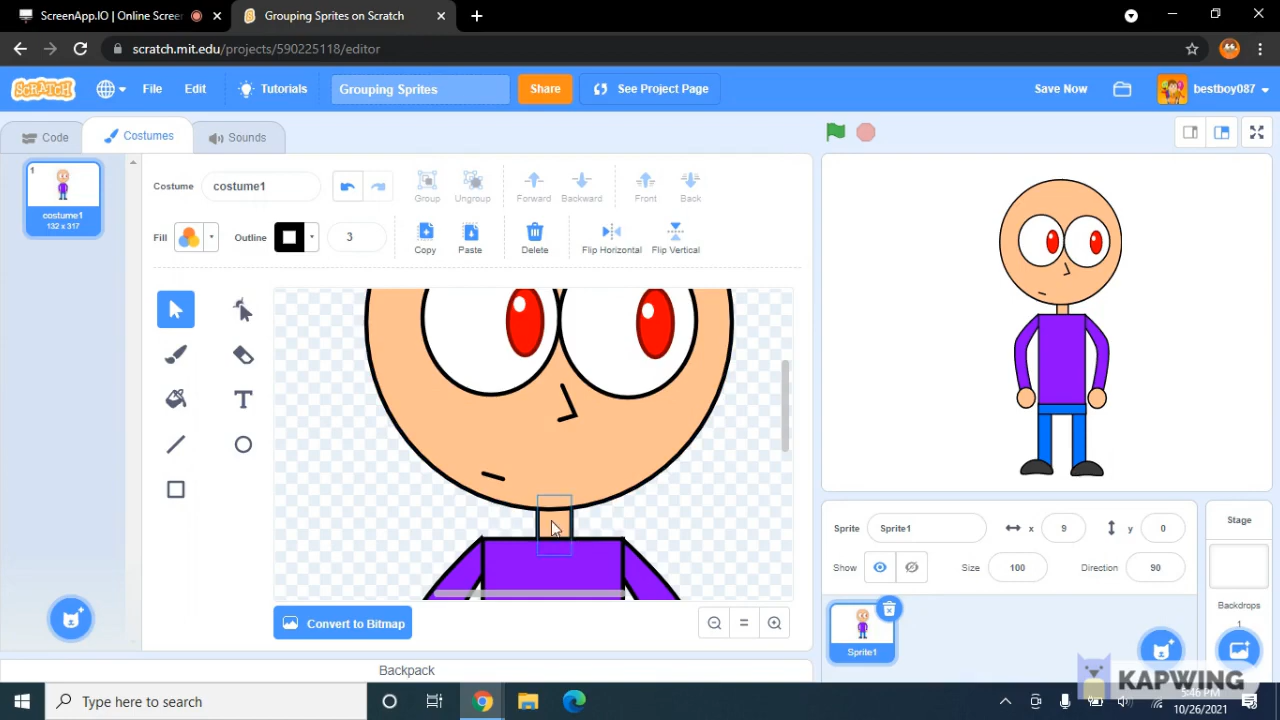 ScreenApp.IO | Online Screen
Grouping Sprites on Scratch
scratch.mit.edu/projects/590225118/editor
SCRATCH
File
Edit
Tutorials
Grouping Sprites
Share
See Project Page
Save Now
bestboy087
Code
Costumes
Sounds
1
costume1
132 x 317
Costume
costume1
Group
Ungroup
Forward
Backward
Front
Back
Fill
Outline
3
Copy
Paste
Delete
Flip Horizontal
Flip Vertical
Convert to Bitmap
Backpack
Sprite
Sprite1
x
9
y
0
Show
Size
100
Direction
90
Sprite1
Stage
Backdrops
1
Type here to search
5:46 PM
10/26/2021
KAPWING